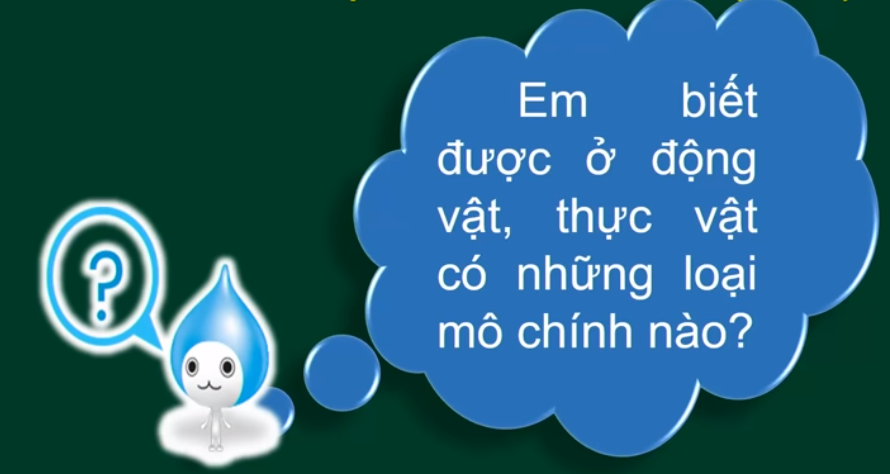 ?
Em biết
được ở động
vật, thực vật
có những loại
mô chính nào?